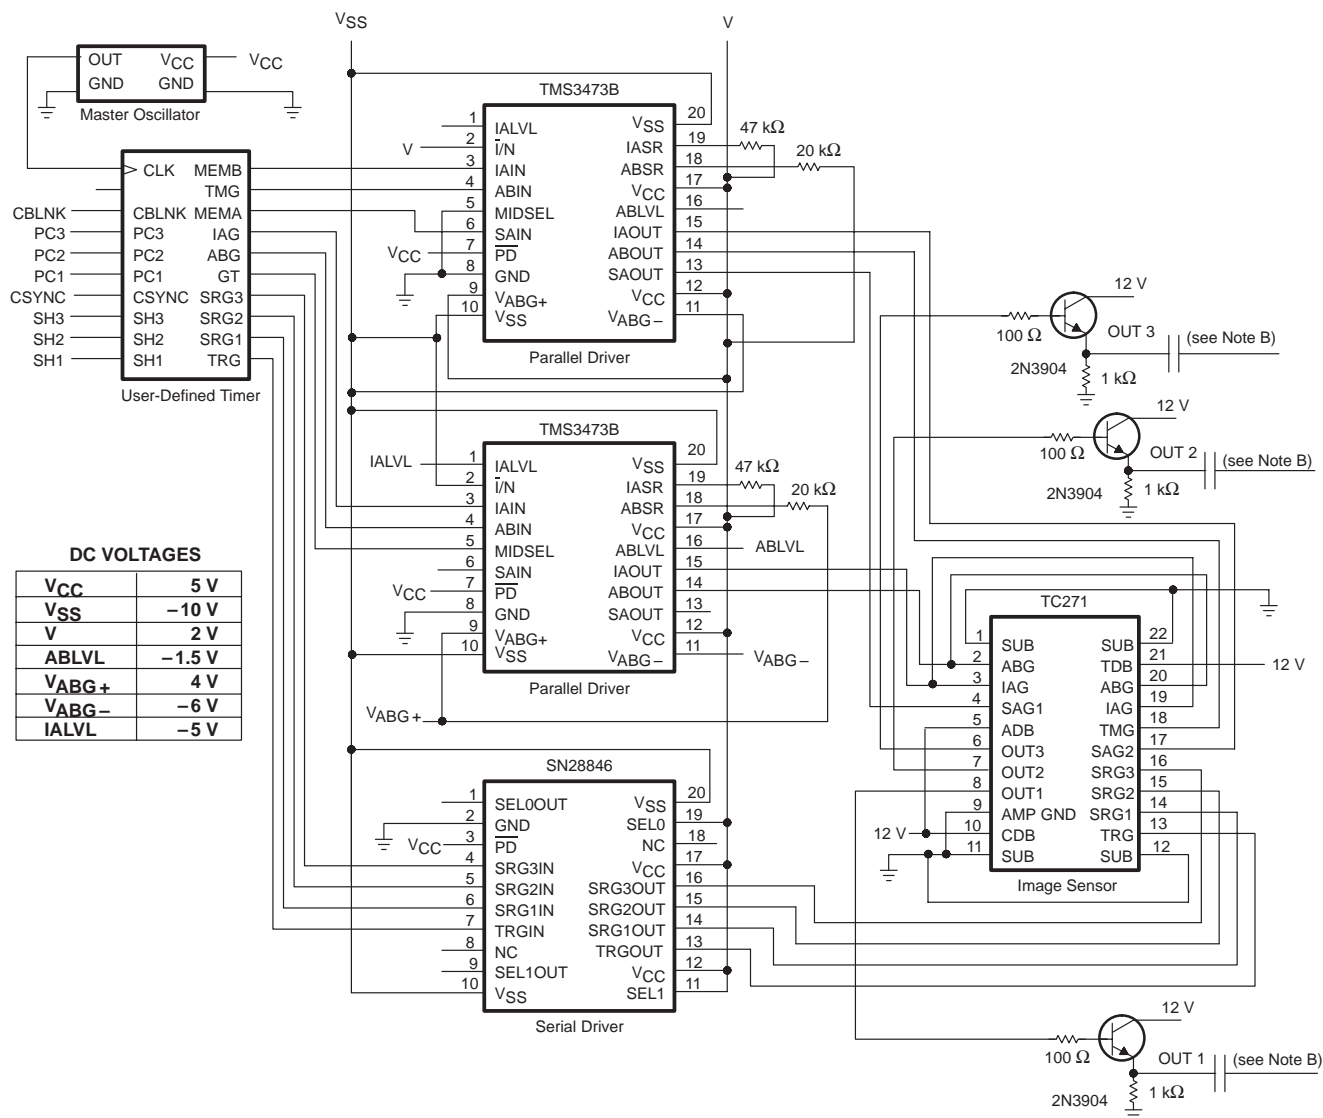 VSS
V
OUT VCC
GND GND
VCC
Master Oscillator
CLK MEMB
TMG
CBLNK CBLNK MEMA
PC3 PC3 IAG
PC2 PC2 ABG
PC1 PC1 GT
CSYNC CSYNC SRG3
SH3 SH3 SRG2
SH2 SH2 SRG1
SH1 SH1 TRG
User-Defined Timer
TMS3473B
1 IALVL VSS 20
V 2 I̅/N IASR 19 47 kΩ
3 IAIN ABSR 18 20 kΩ
4 ABIN VCC 17
5 MIDSEL ABLVL 16
6 SAIN IAOUT 15
VCC 7 P̅D̅ ABOUT 14
8 GND SAOUT 13
9 VABG+ VCC 12
10 VSS VABG− 11
Parallel Driver
TMS3473B
IALVL 1 IALVL VSS 20
2 I̅/N IASR 19 47 kΩ
3 IAIN ABSR 18 20 kΩ
4 ABIN VCC 17
5 MIDSEL ABLVL 16 ABLVL
6 SAIN IAOUT 15
VCC 7 P̅D̅ ABOUT 14
8 GND SAOUT 13
9 VABG+ VCC 12
10 VSS VABG− 11 VABG−
Parallel Driver
VABG+
SN28846
1 SEL0OUT VSS 20
2 GND SEL0 19
VCC 3 P̅D̅ NC 18
4 SRG3IN VCC 17
5 SRG2IN SRG3OUT 16
6 SRG1IN SRG2OUT 15
7 TRGIN SRG1OUT 14
8 NC TRGOUT 13
9 SEL1OUT VCC 12
10 VSS SEL1 11
Serial Driver
DC VOLTAGES
VCC 5 V
VSS −10 V
V 2 V
ABLVL −1.5 V
VABG+ 4 V
VABG− −6 V
IALVL −5 V
12 V
100 Ω
OUT 3 (see Note B)
2N3904
1 kΩ
12 V
100 Ω
OUT 2 (see Note B)
2N3904
1 kΩ
TC271
1 SUB SUB 22
2 ABG TDB 21 12 V
3 IAG ABG 20
4 SAG1 IAG 19
5 ADB TMG 18
6 OUT3 SAG2 17
7 OUT2 SRG3 16
8 OUT1 SRG2 15
9 AMP GND SRG1 14
12 V 10 CDB TRG 13
11 SUB SUB 12
Image Sensor
12 V
100 Ω
OUT 1 (see Note B)
2N3904
1 kΩ